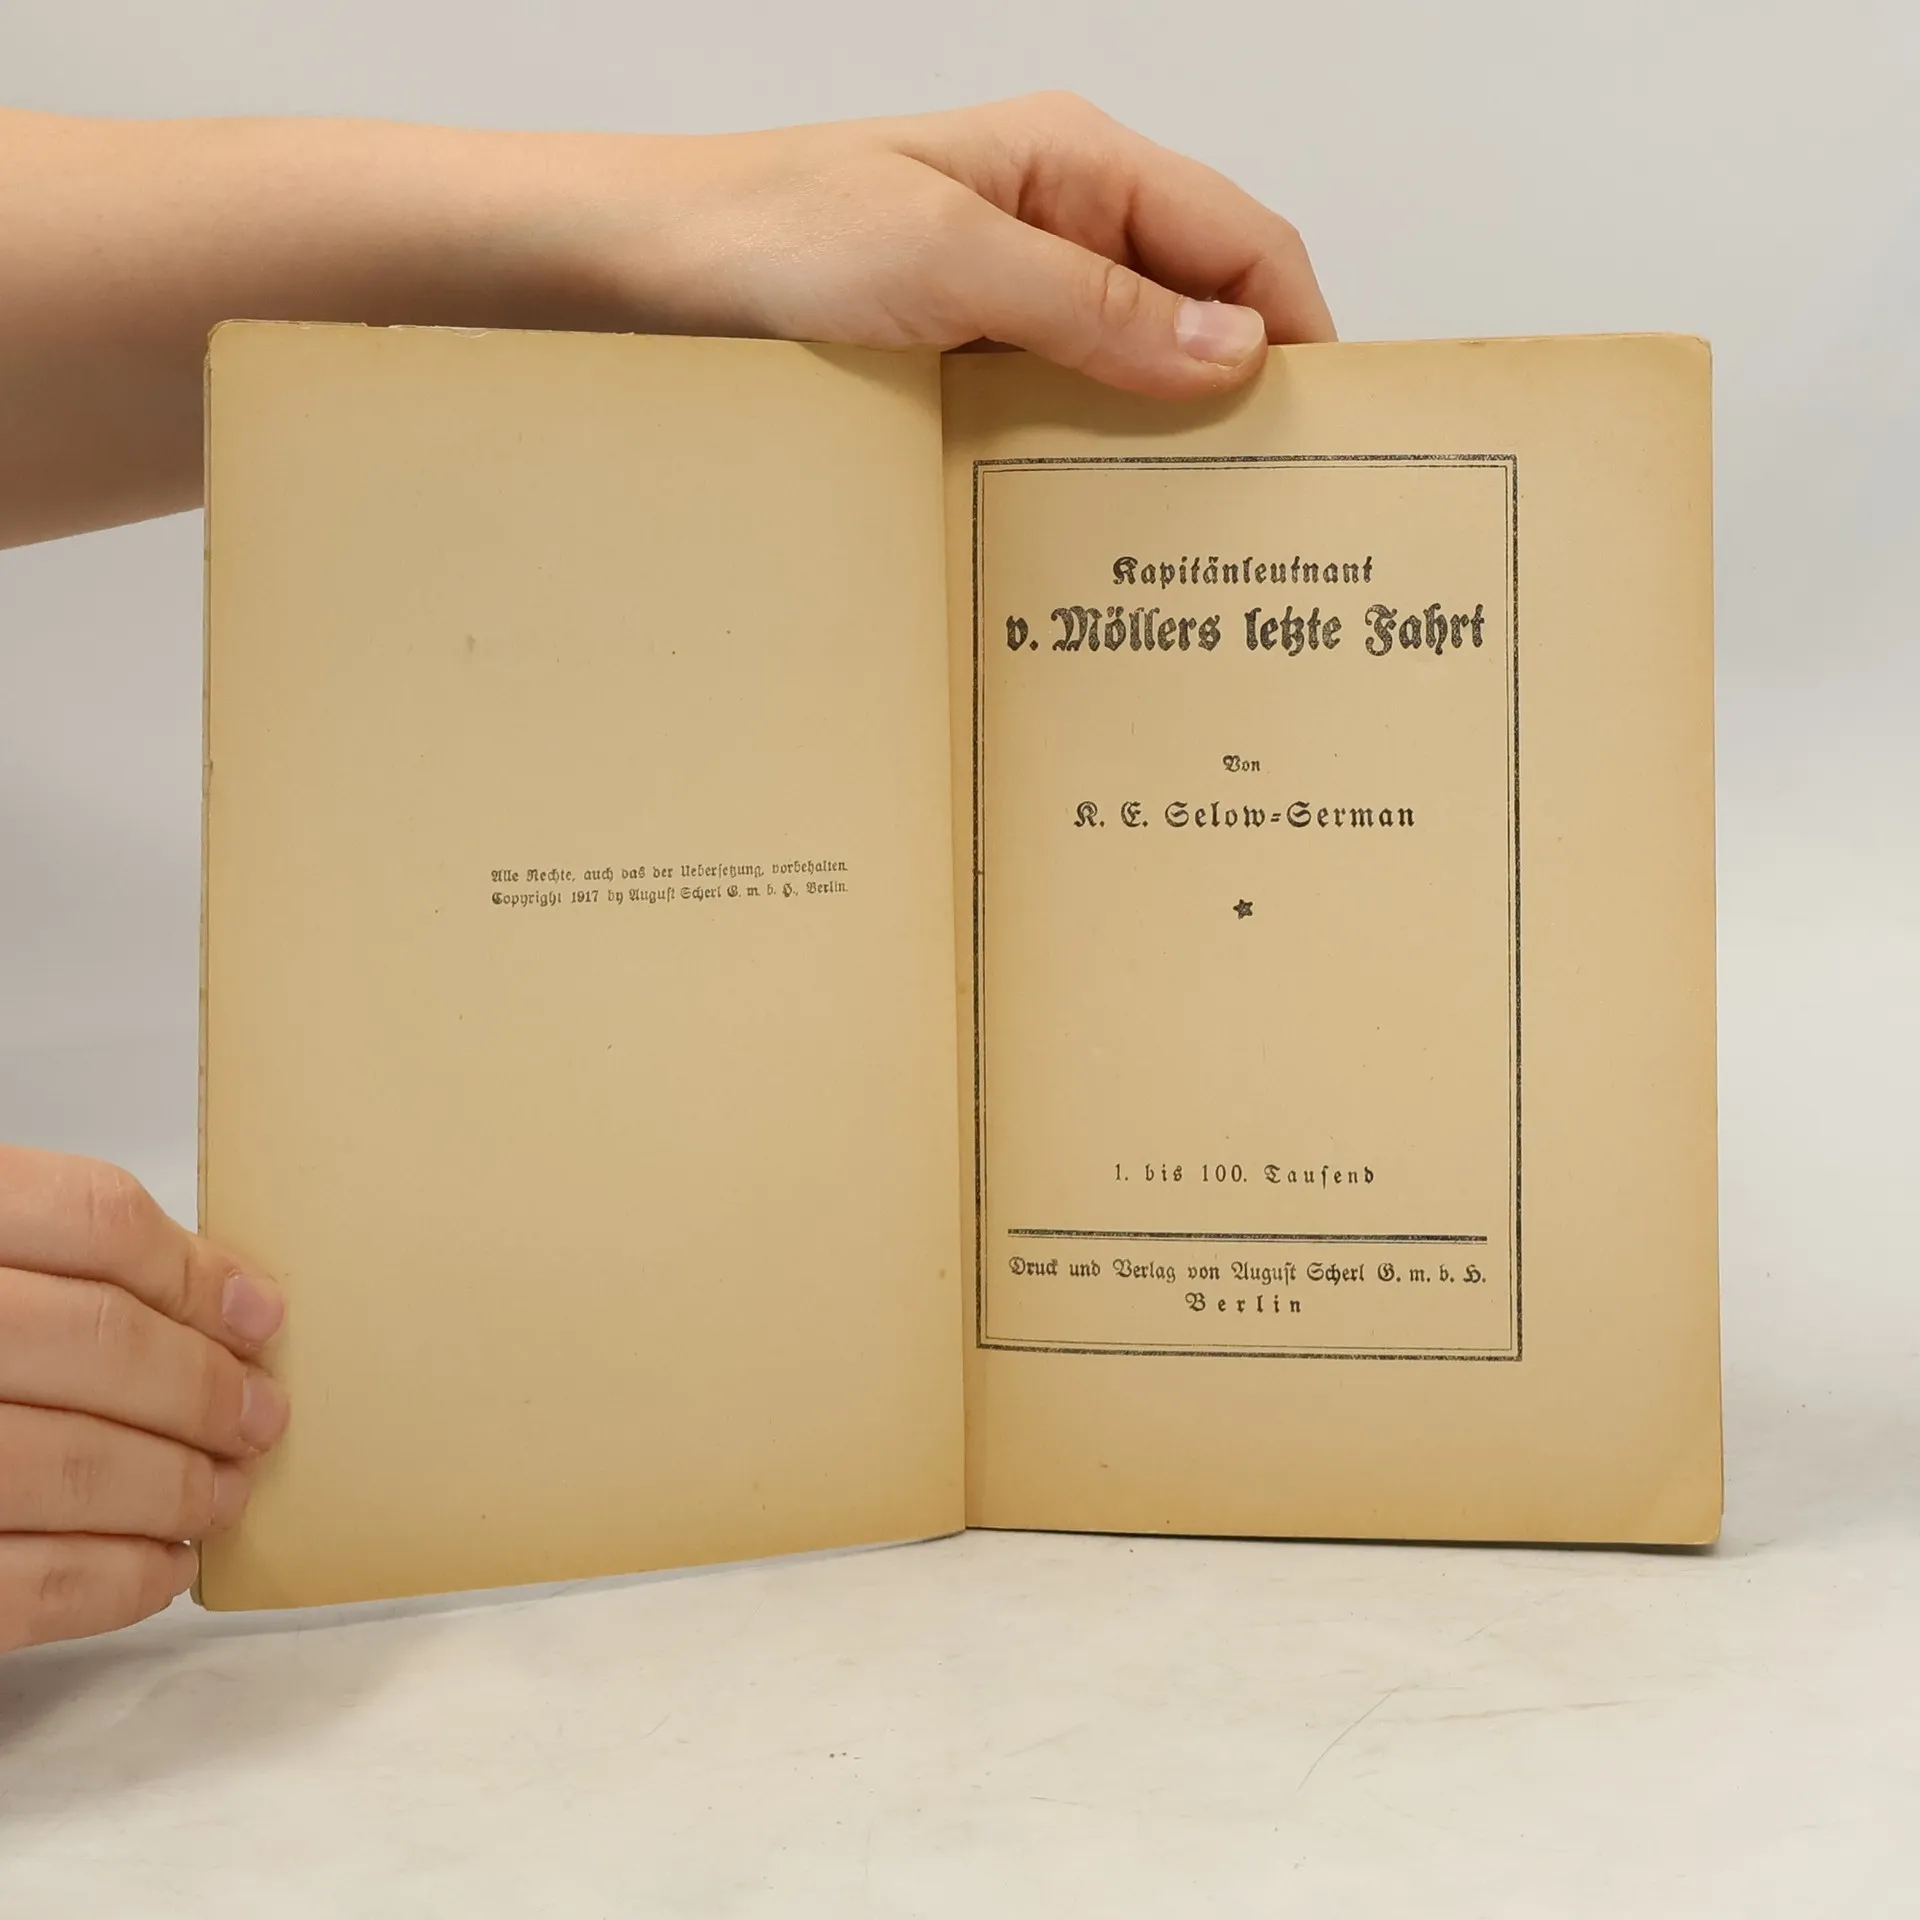 Alle Rechte, auch das der Uebersetzung, vorbehalten.
Copyright 1917 by August Scherl G. m. b. H., Berlin.
Kapitänleutnant
v. Möllers letzte Fahrt
Von
K. E. Selow-Serman
1. bis 100. Tausend
Druck und Verlag von August Scherl G. m. b. H.
Berlin